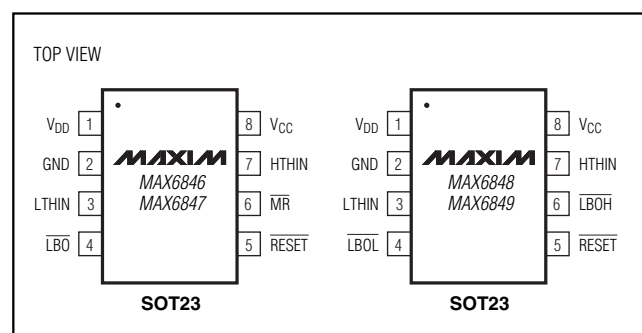 TOP VIEW
VDD 1 8 VCC VDD 1 8 VCC
GND 2 MAXIM 7 HTHIN GND 2 MAXIM 7 HTHIN
MAX6846 MAX6848
LTHIN 3 MAX6847 6 MR LTHIN 3 MAX6849 6 LBOH
LBO 4 5 RESET LBOL 4 5 RESET
SOT23 SOT23